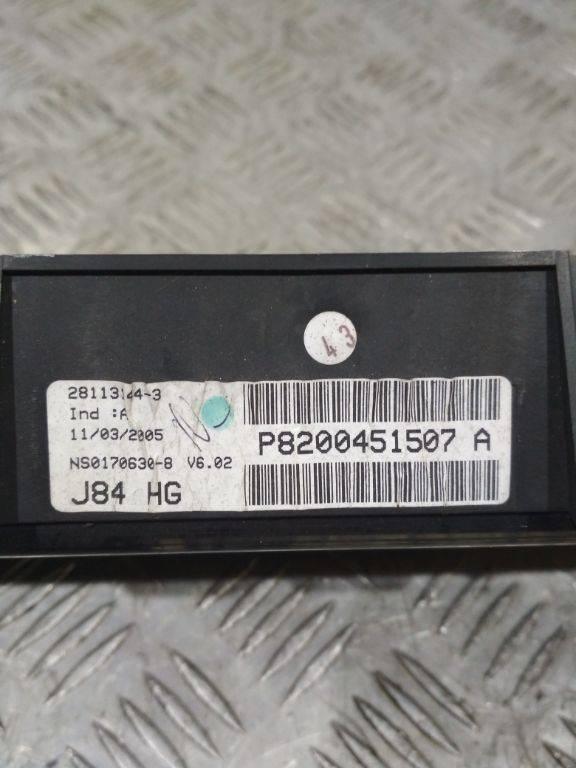 43
28113144-3
Ind :A
11/03/2005
NS0170630-8 V6.02
J84 HG
P8200451507 A